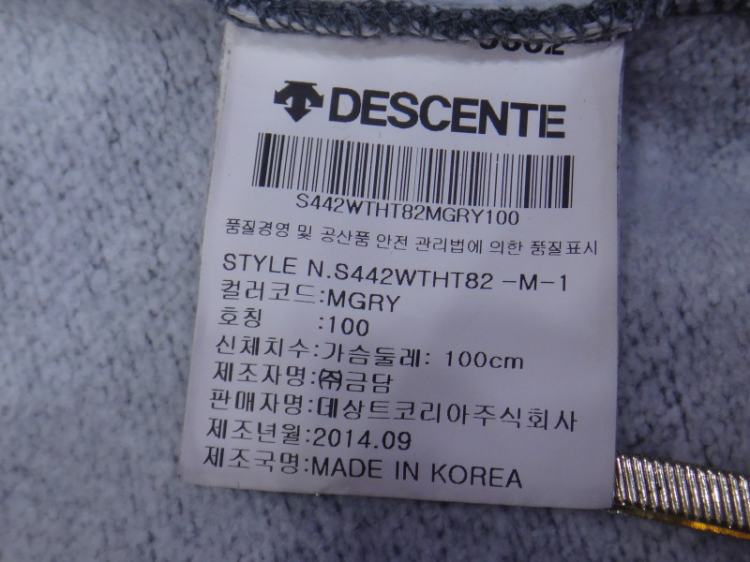 DESCENTE
S442WTHT82MGRY100
품질경영 및 공산품 안전 관리법에 의한 품질표시
STYLE N.S442WTHT82 -M-1
컬러코드:MGRY
호칭 :100
신체치수:가슴둘레: 100cm
제조자명:㈜금담
판매자명:데상트코리아주식회사
제조년월:2014.09
제조국명:MADE IN KOREA